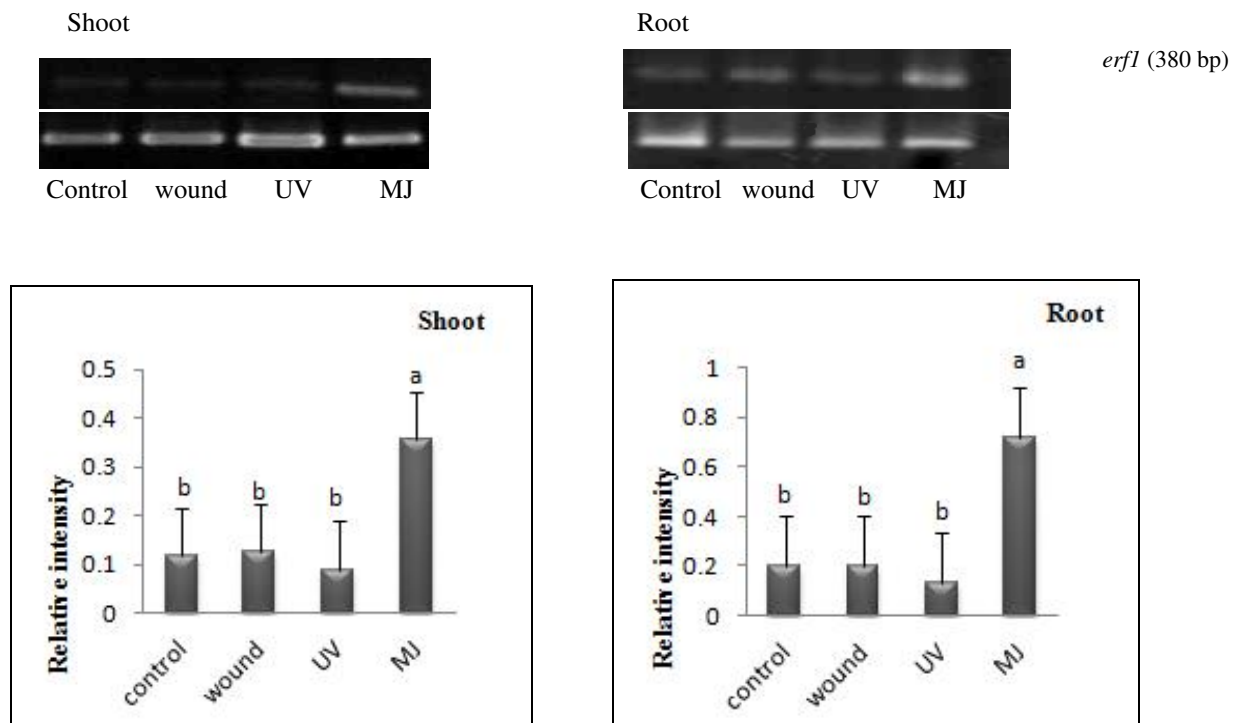 Shoot
Root
erf1 (380 bp)
Control wound UV MJ
Control wound UV MJ
Shoot
Relative intensity
0.5
0.4
0.3
0.2
0.1
0
b
b
b
a
control
wound
UV
MJ
Root
Relative intensity
1
0.8
0.6
0.4
0.2
0
b
b
b
a
control
wound
UV
MJ